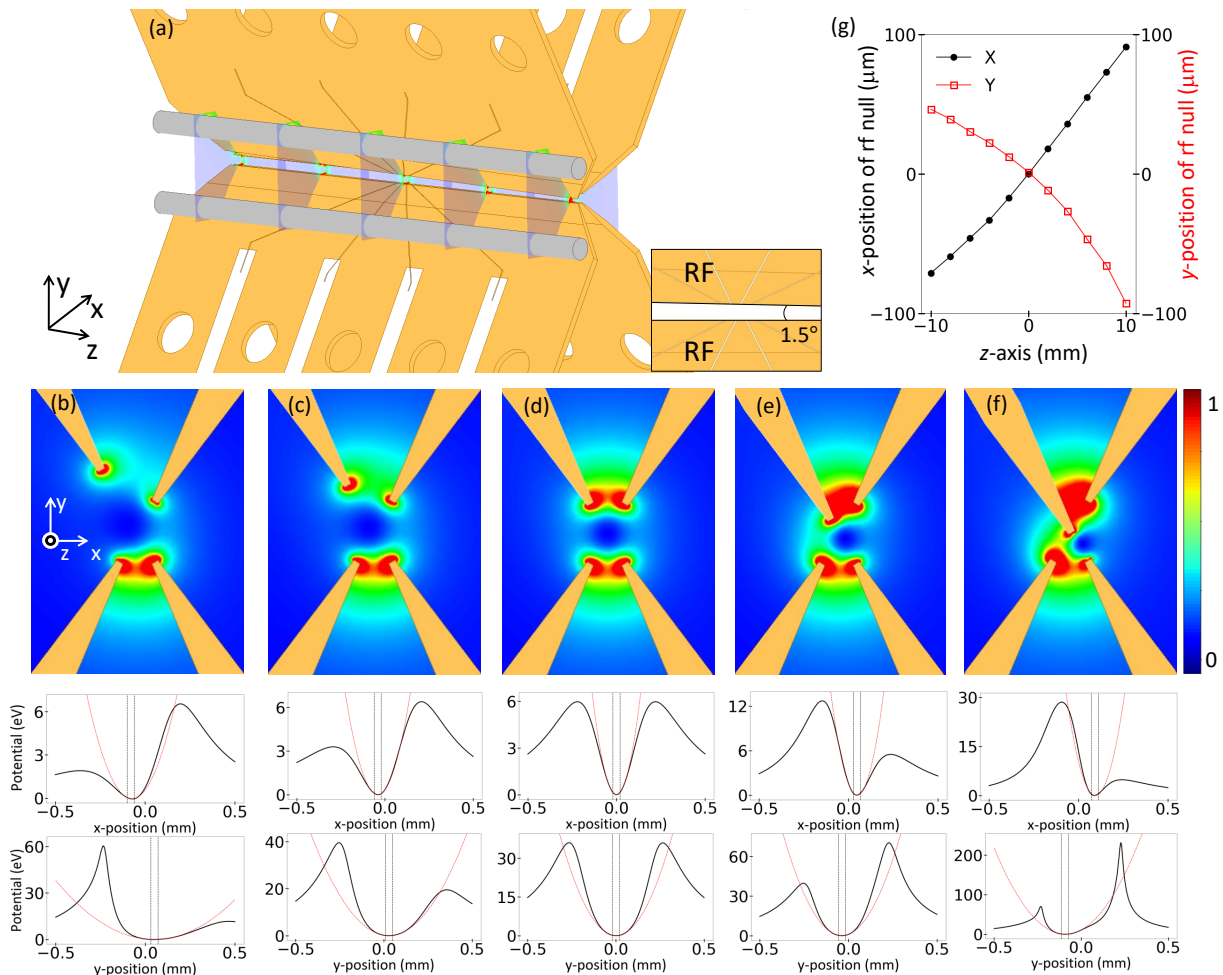 (a)
y
x
z
RF
RF
1.5°
(g)
100
100
X
Y
0
0
−100
−100
−10
0
10
x-position of rf null (μm)
y-position of rf null (μm)
z-axis (mm)
(b)
(c)
(d)
(e)
(f)
y
z
x
1
0
Potential (eV)
6
3
0
−0.5
0.0
0.5
x-position (mm)
6
3
0
−0.5
0.0
0.5
x-position (mm)
6
3
0
−0.5
0.0
0.5
x-position (mm)
12
6
0
−0.5
0.0
0.5
x-position (mm)
30
15
0
−0.5
0.0
0.5
x-position (mm)
Potential (eV)
60
30
0
−0.5
0.0
0.5
y-position (mm)
40
20
0
−0.5
0.0
0.5
y-position (mm)
30
15
0
−0.5
0.0
0.5
y-position (mm)
60
30
0
−0.5
0.0
0.5
y-position (mm)
200
100
0
−0.5
0.0
0.5
y-position (mm)